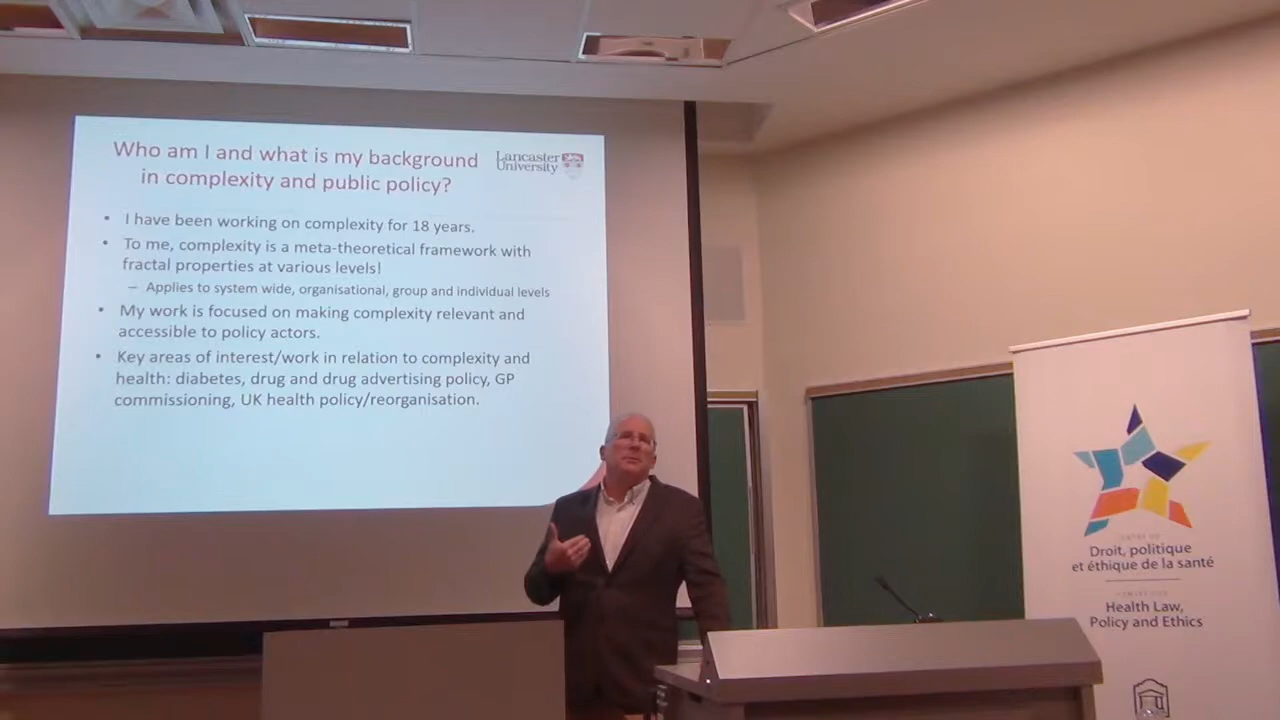 Who am I and what is my background
in complexity and public policy?
Lancaster
University
• I have been working on complexity for 18 years.
• To me, complexity is a meta-theoretical framework with
fractal properties at various levels!
– Applies to system wide, organisational, group and individual levels
• My work is focused on making complexity relevant and
accessible to policy actors.
• Key areas of interest/work in relation to complexity and
health: diabetes, drug and drug advertising policy, GP
commissioning, UK health policy/reorganisation.
Droit, politique
et éthique de la santé
Health Law,
Policy and Ethics